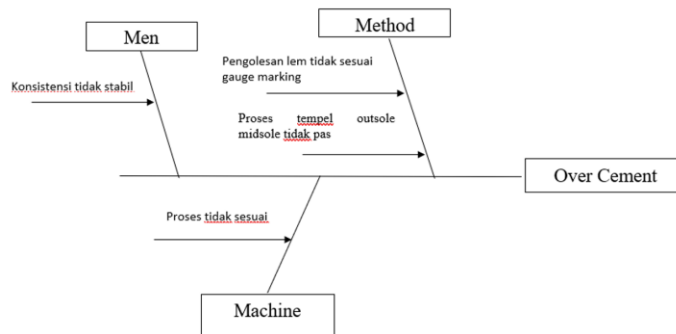 Men
Method
Konsistensi tidak stabil
Pengolesan lem tidak sesuai
gauge marking
Proses tempel outsole
midsole tidak pas
Over Cement
Proses tidak sesuai
Machine